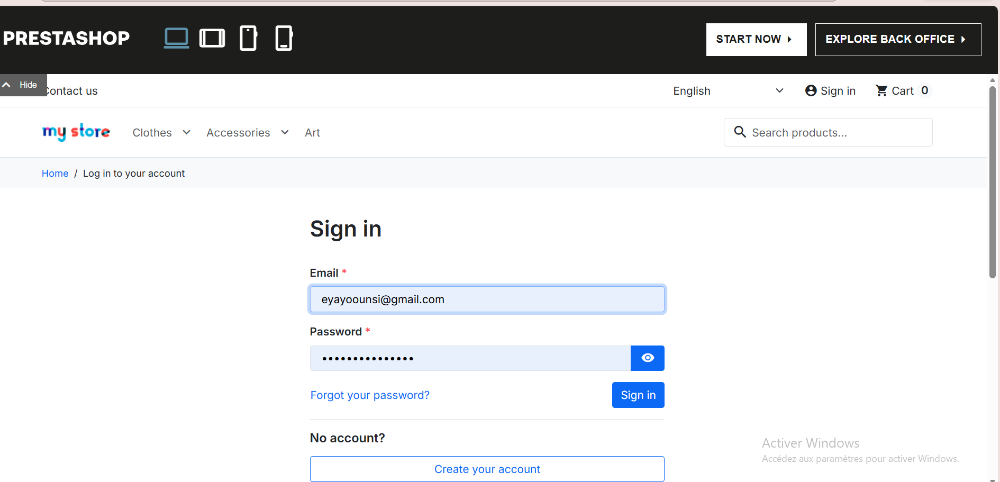 PRESTASHOP START NOW EXPLORE BACK OFFICE
Hide
ontact us English Sign in Cart 0
my store Clothes Accessories Art Search products...
Home / Log in to your account
Sign in
Email *
eyayoounsi@gmail.com
Password *
•••••••••••••••
Forgot your password? Sign in
No account?
Create your account
Activer Windows
Accédez aux paramètres pour activer Windows.